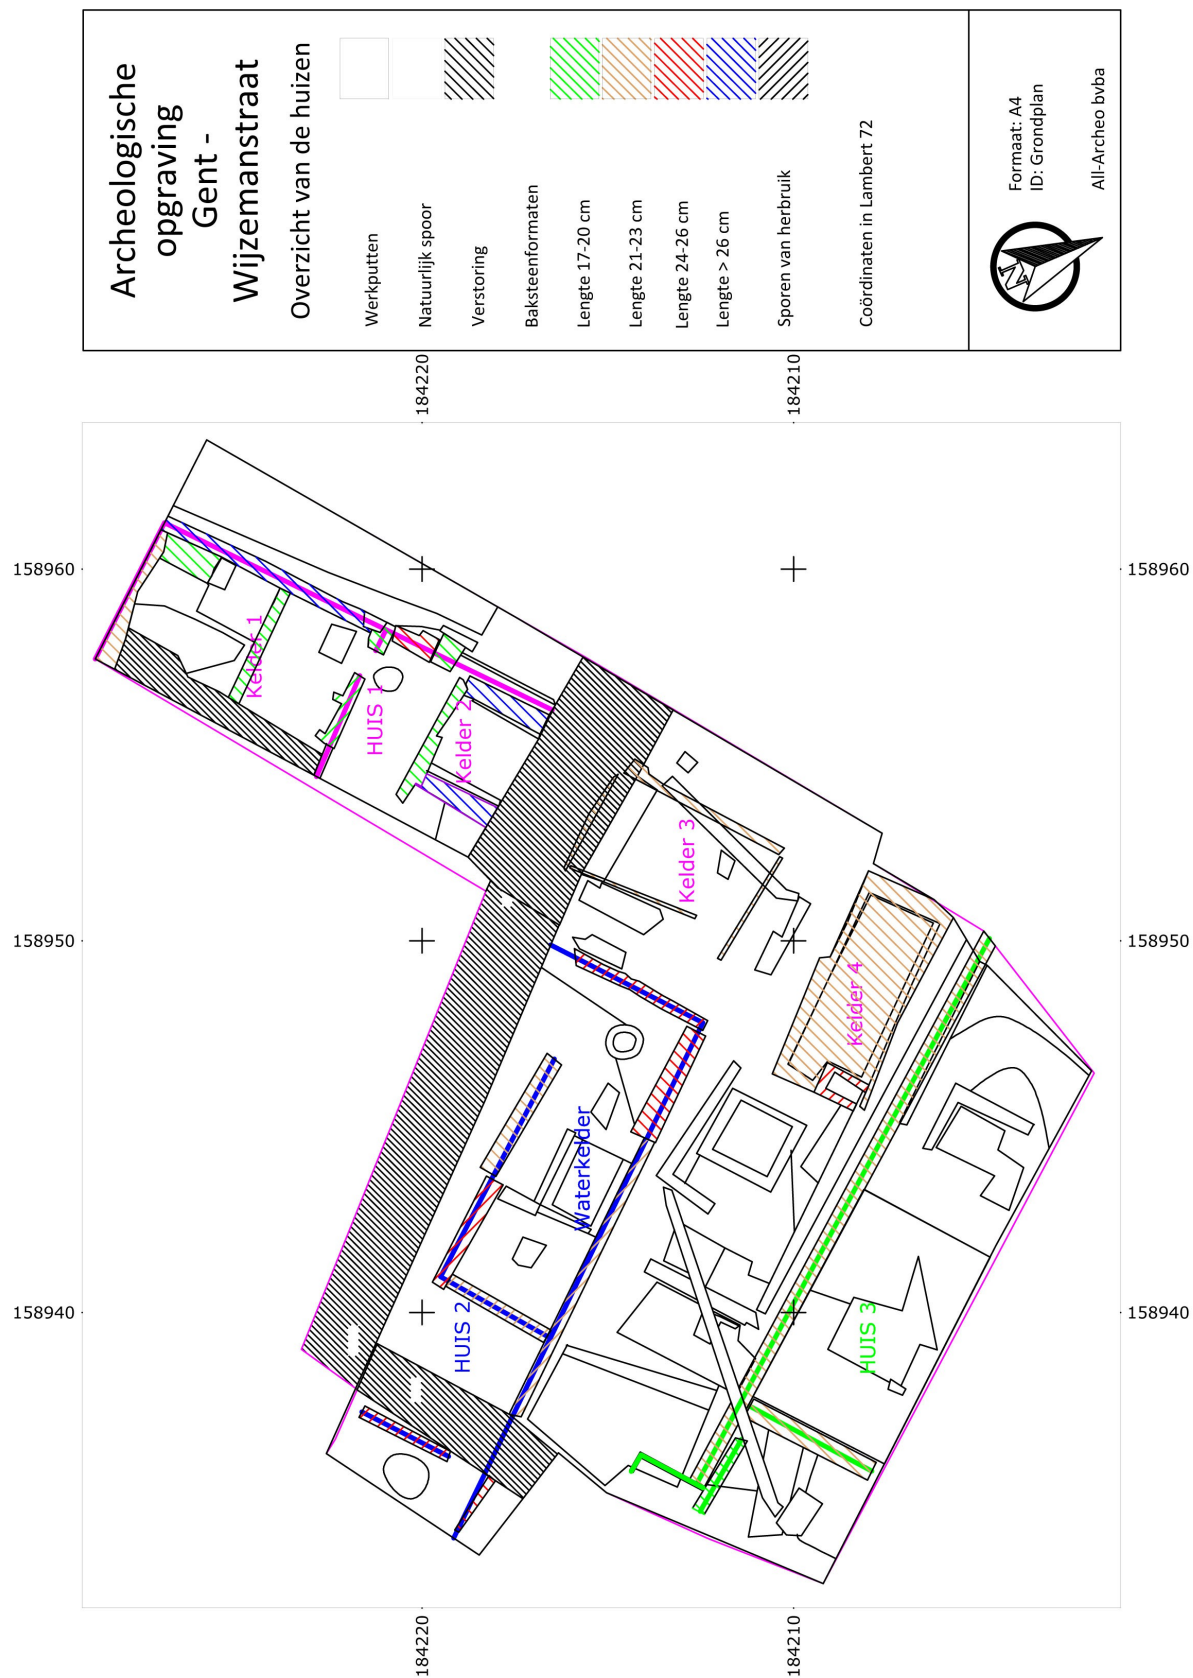 Archeologische
opgraving
Gent -
Wijzemanstraat
Overzicht van de huizen
Werkputten
Natuurlijk spoor
Verstoring
Baksteenformaten
Lengte 17-20 cm
Lengte 21-23 cm
Lengte 24-26 cm
Lengte > 26 cm
Sporen van herbruik
Coördinaten in Lambert 72
N
Formaat: A4
ID: Grondplan
All-Archeo bvba
184220
184210
158960
158960
158950
158950
158940
158940
184220
184210
Kelder 1
HUIS 1
Kelder 2
Kelder 3
Kelder 4
Waterkelder
HUIS 2
HUIS 3